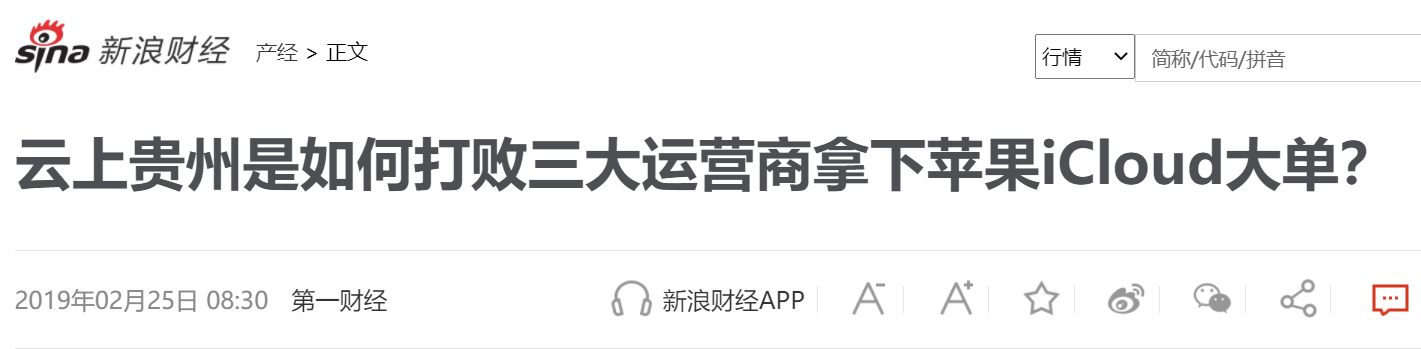 sina 新浪财经 产经 > 正文 行情 简称/代码/拼音
云上贵州是如何打败三大运营商拿下苹果iCloud大单?
2019年02月25日 08:30 第一财经 新浪财经APP A- A+